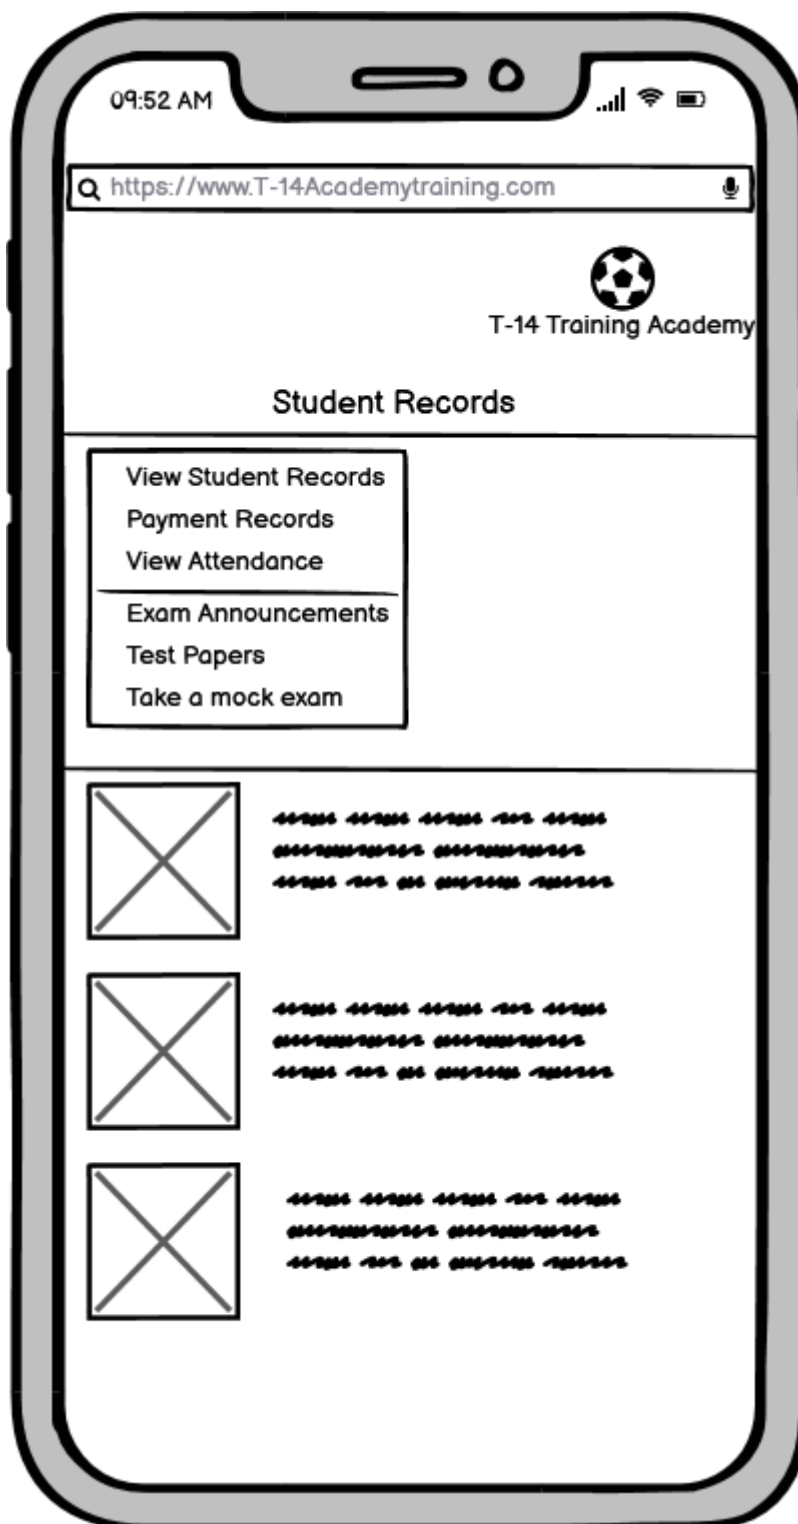 09:52 AM
https://www.T-14Academytraining.com
T-14 Training Academy
Student Records
View Student Records
Payment Records
View Attendance
Exam Announcements
Test Papers
Take a mock exam